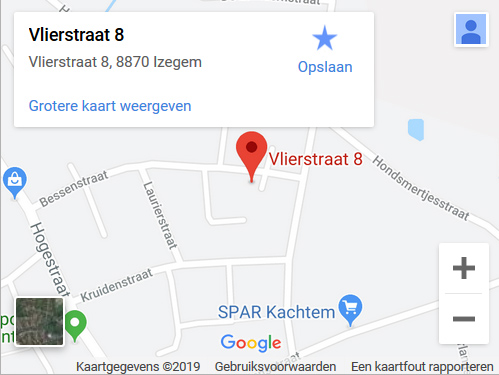 Vlierstraat 8
Vlierstraat 8, 8870 Izegem
Opslaan
Grotere kaart weergeven
Vlierstraat 8
Bessenstraat
Laurierstraat
Hondsmertjesstraat
Hogestraat
Kruidenstraat
SPAR Kachtem
Google
Kaartgegevens ©2019 Gebruiksvoorwaarden Een kaartfout rapporteren